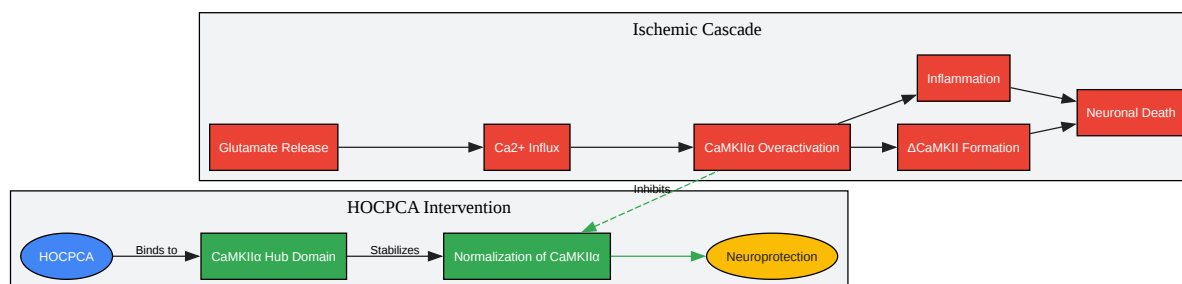 Ischemic Cascade
Inflammation
Neuronal Death
Glutamate Release
Ca2+ Influx
CaMKIIα Overactivation
ΔCaMKII Formation
Inhibits
HOCPCA Intervention
HOCPCA
Binds to
CaMKIIα Hub Domain
Stabilizes
Normalization of CaMKIIα
Neuroprotection